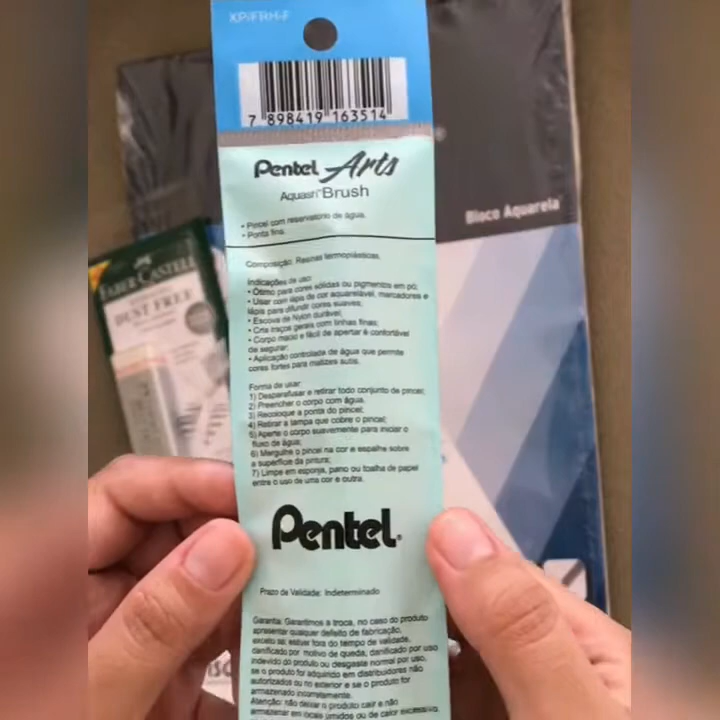 XP/FRH-F
7 898419 163514
Pentel Arts
Aquash Brush
• Pincel com reservatório de água.
• Ponta fina.
Composição: Resinas termoplásticas.
Indicações de uso:
• Ótimo para cores sólidas ou pigmentos em pó;
• Usar com lápis de cor aquarelável, marcadores e
lápis para difundir cores suaves;
• Escova de Nylon durável;
• Cria traços gerais com linhas finas;
• Corpo macio e fácil de apertar é confortável
de segurar;
• Aplicação controlada de água que permite
cores fortes para matizes sutis.
Forma de usar:
1) Desparafusar e retirar todo conjunto de pincel;
2) Preencher o corpo com água.
3) Recoloque a ponta do pincel;
4) Retirar a tampa que cobre o pincel;
5) Aperte o corpo suavemente para iniciar o
fluxo de água;
6) Mergulhe o pincel na cor e espalhe sobre
a superfície da pintura;
7) Limpe em esponja, pano ou toalha de papel
entre o uso de uma cor e outra.
Pentel®
Prazo de Validade: Indeterminado
Garantia: Garantimos a troca, no caso do produto
apresentar qualquer defeito de fabricação,
exceto se: estiver fora do tempo de validade,
danificado por motivo de queda, danificado por uso
indevido do produto ou desgaste normal por uso,
se o produto for adquirido em distribuidores não
autorizados ou no exterior e se o produto for
armazenado incorretamente.
Atenção: não deixar o produto cair e não
armazenar em locais úmidos ou de calor excessivo.
Bloco Aquarela
FABER-CASTELL
DUST FREE